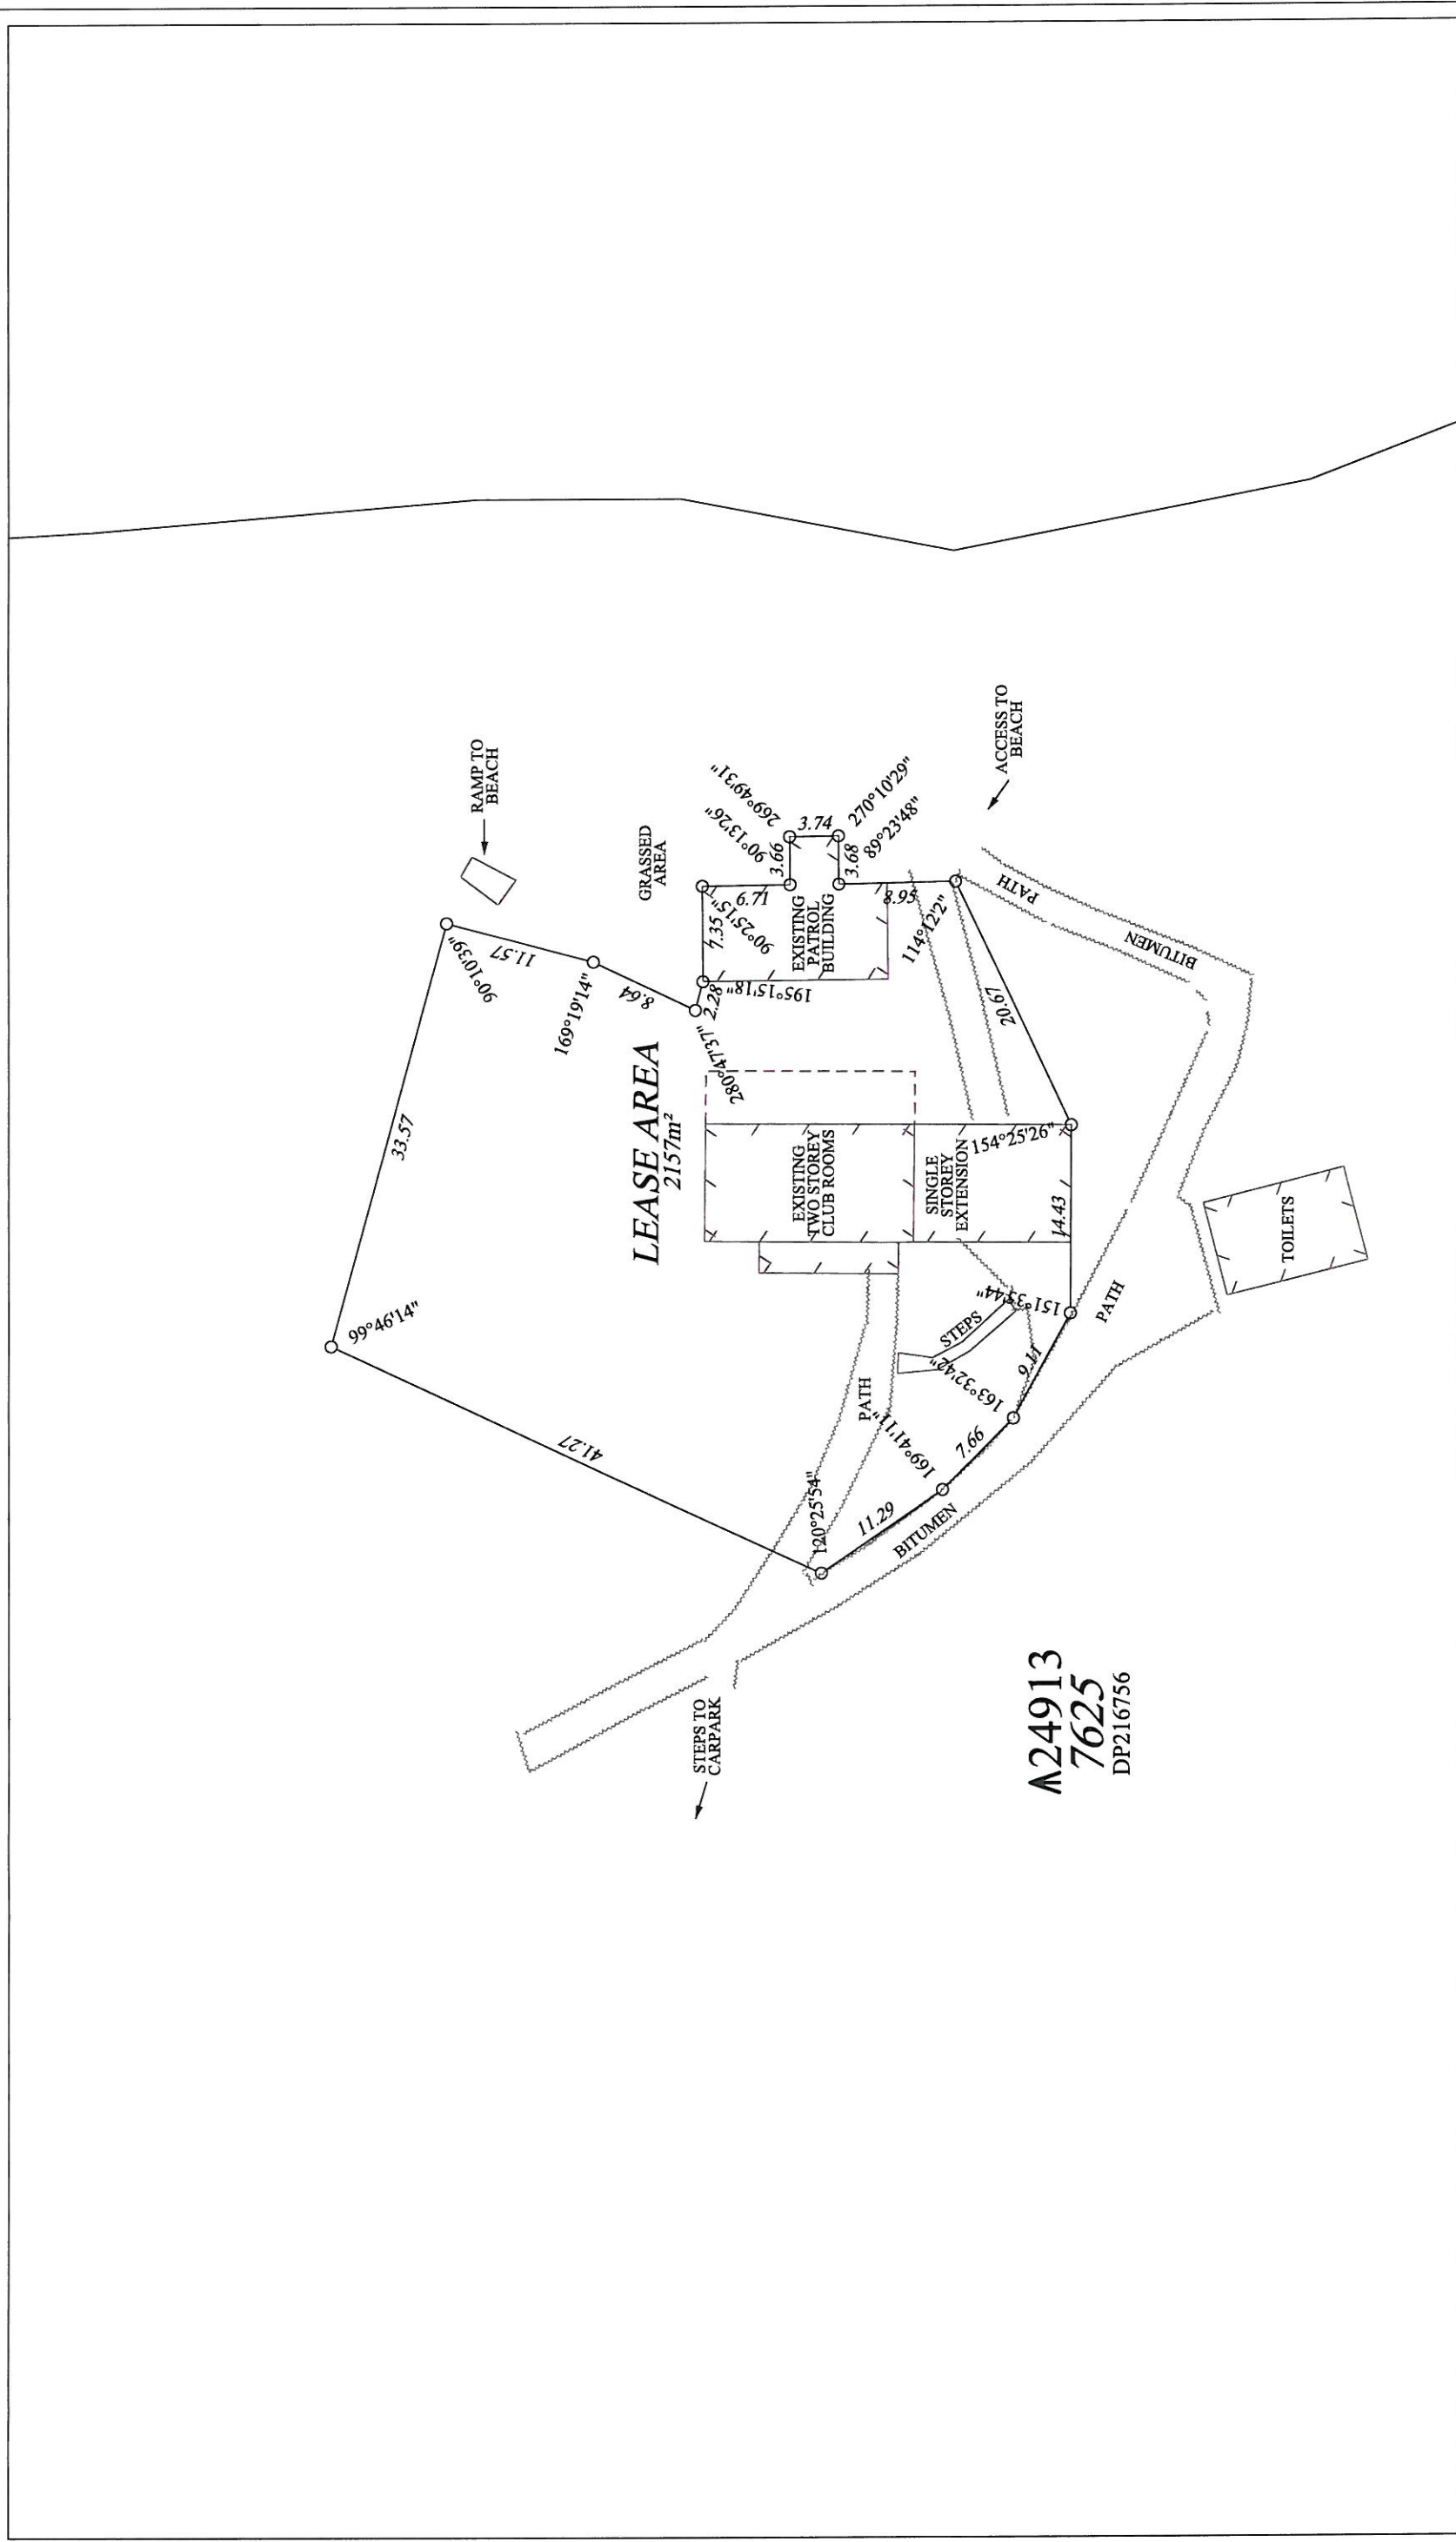 RAMP TO
BEACH
GRASSED
AREA
ACCESS TO
BEACH
33.57
90°10'39"
11.57
169°19'14"
8.64
2.28
280°47'37"
195°15'18"
7.35
90°25'15"
6.71
90°13'26"
3.66
269°49'31"
3.74
270°10'29"
3.68
89°23'48"
8.95
114°12'2"
20.67
154°25'26"
14.43
151°35'44"
9.11
163°32'42"
7.66
169°41'11"
11.29
120°25'54"
41.27
99°46'14"
LEASE AREA
2157m²
EXISTING
PATROL
BUILDING
EXISTING
TWO STOREY
CLUB ROOMS
SINGLE
STOREY
EXTENSION
STEPS
PATH
PATH
BITUMEN
PATH
BITUMEN
TOILETS
STEPS TO
CARPARK
24913
7625
DP216756